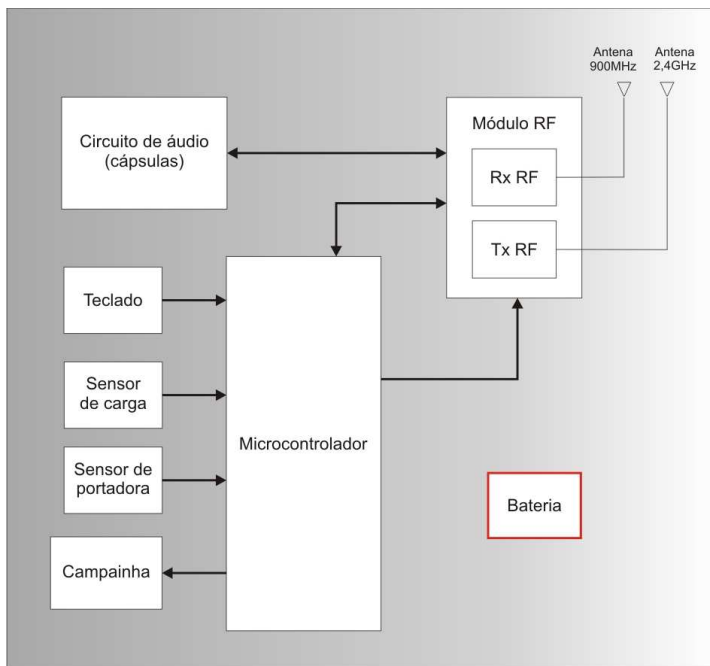 Antena
900MHz
Antena
2,4GHz
Circuito de áudio
(cápsulas)
Módulo RF
Rx RF
Tx RF
Teclado
Sensor
de carga
Microcontrolador
Sensor de
portadora
Bateria
Campainha